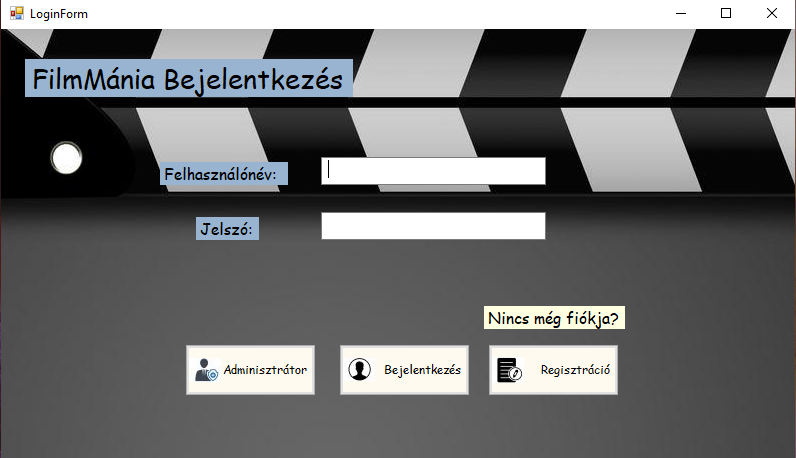 LoginForm
FilmMánia Bejelentkezés
Felhasználónév:
Jelszó:
Nincs még fiókja?
Adminisztrátor
Bejelentkezés
Regisztráció